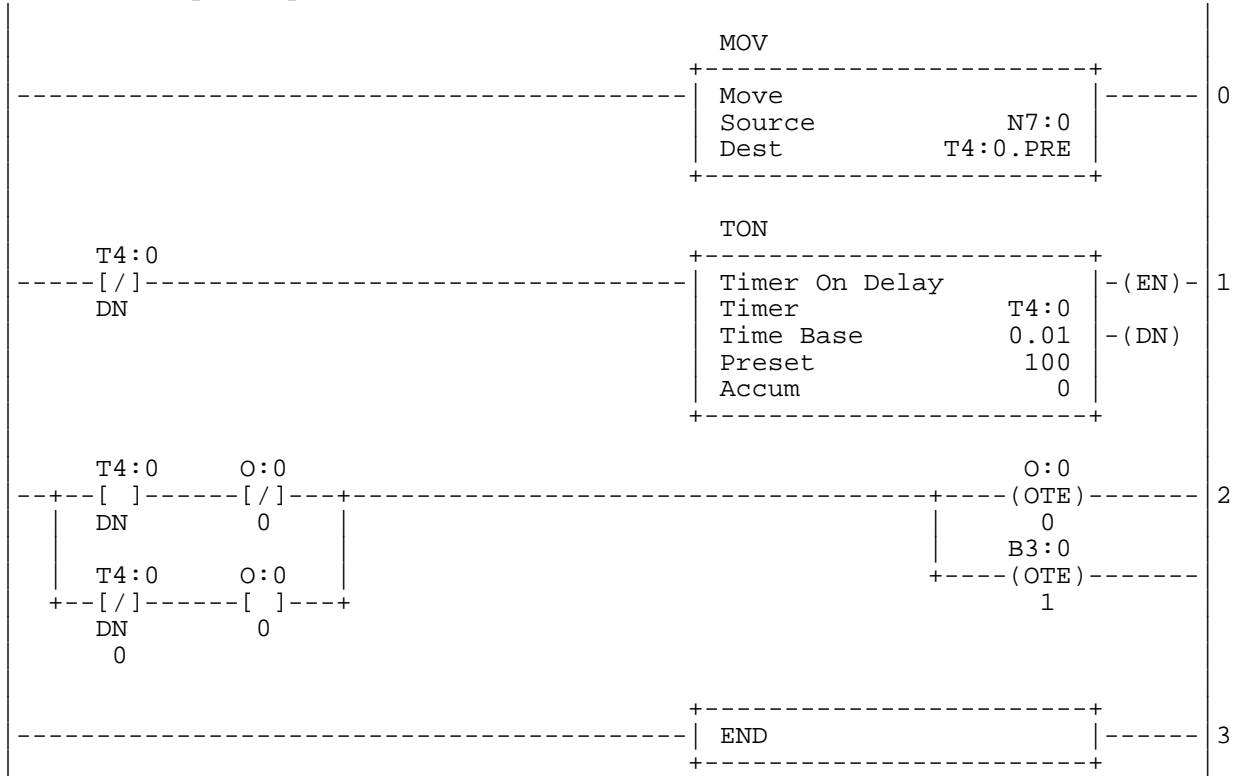 MOV
Move 0
Source N7:0
Dest T4:0.PRE
TON
T4:0
[/] Timer On Delay (EN) 1
DN Timer T4:0
Time Base 0.01 (DN)
Preset 100
Accum 0
T4:0 O:0 O:0
[ ] [/] (OTE) 2
DN 0 0
B3:0
T4:0 O:0 (OTE)
[/] [ ] 1
DN 0
0
END 3